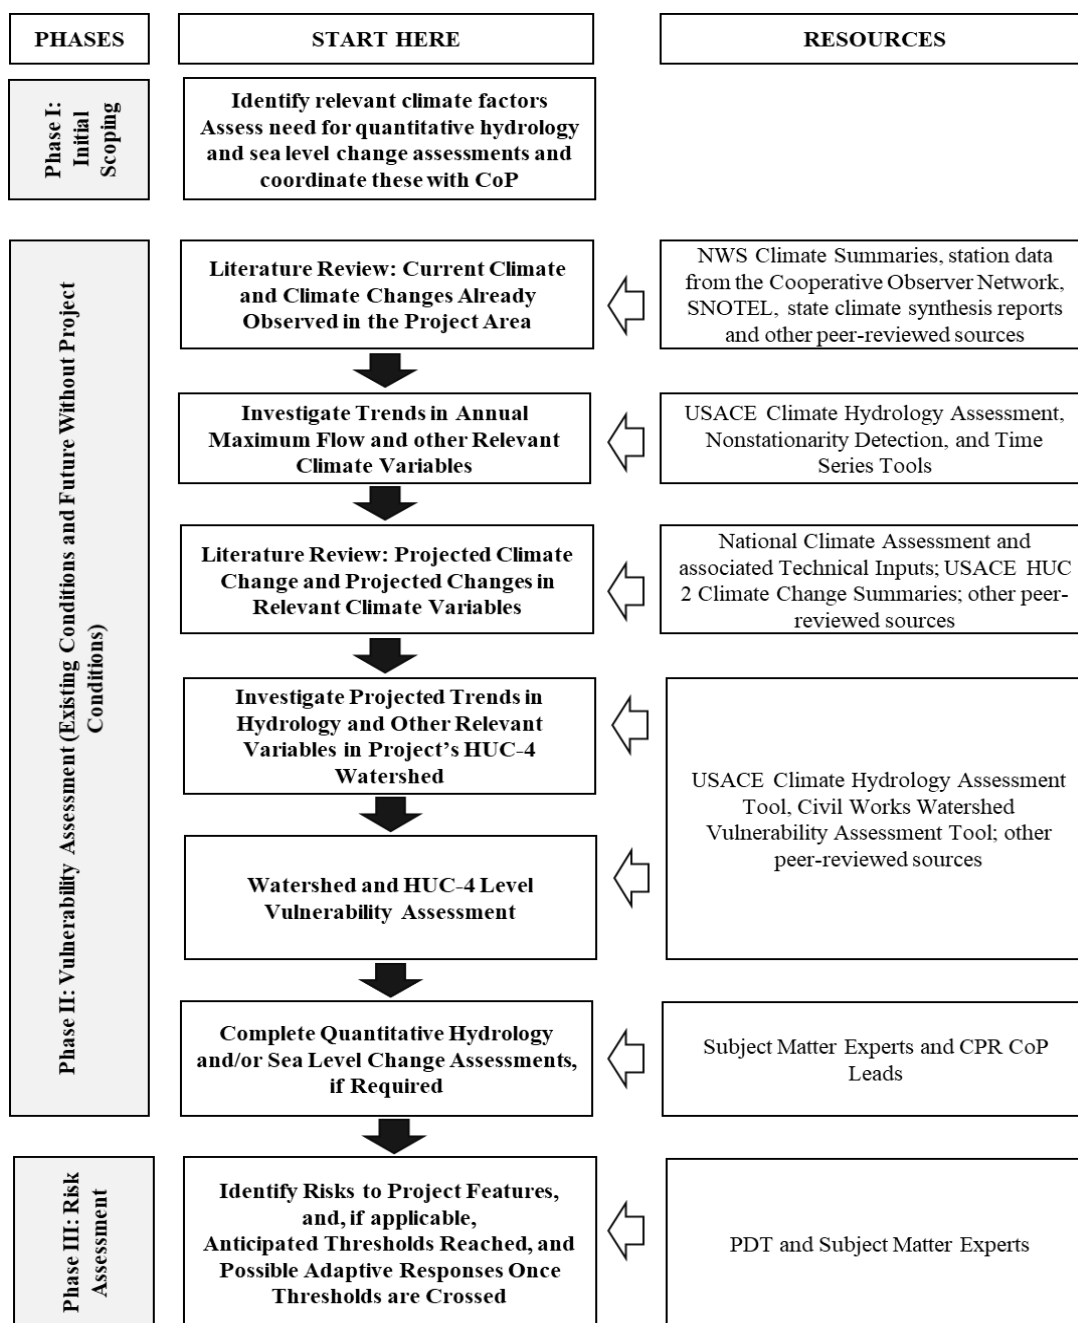 PHASES
START HERE
RESOURCES
Phase I:
Initial
Scoping
Identify relevant climate factors
Assess need for quantitative hydrology
and sea level change assessments and
coordinate these with CoP
Phase II: Vulnerability Assessment (Existing Conditions and Future Without Project
Conditions)
Literature Review: Current Climate
and Climate Changes Already
Observed in the Project Area
NWS Climate Summaries, station data
from the Cooperative Observer Network,
SNOTEL, state climate synthesis reports
and other peer-reviewed sources
Investigate Trends in Annual
Maximum Flow and other Relevant
Climate Variables
USACE Climate Hydrology Assessment,
Nonstationarity Detection, and Time
Series Tools
Literature Review: Projected Climate
Change and Projected Changes in
Relevant Climate Variables
National Climate Assessment and
associated Technical Inputs; USACE HUC
2 Climate Change Summaries; other peer-
reviewed sources
Investigate Projected Trends in
Hydrology and Other Relevant
Variables in Project’s HUC-4
Watershed
USACE Climate Hydrology Assessment
Tool, Civil Works Watershed
Vulnerability Assessment Tool; other
peer-reviewed sources
Watershed and HUC-4 Level
Vulnerability Assessment
Complete Quantitative Hydrology
and/or Sea Level Change Assessments,
if Required
Subject Matter Experts and CPR CoP
Leads
Phase III: Risk
Assessment
Identify Risks to Project Features,
and, if applicable,
Anticipated Thresholds Reached, and
Possible Adaptive Responses Once
Thresholds are Crossed
PDT and Subject Matter Experts